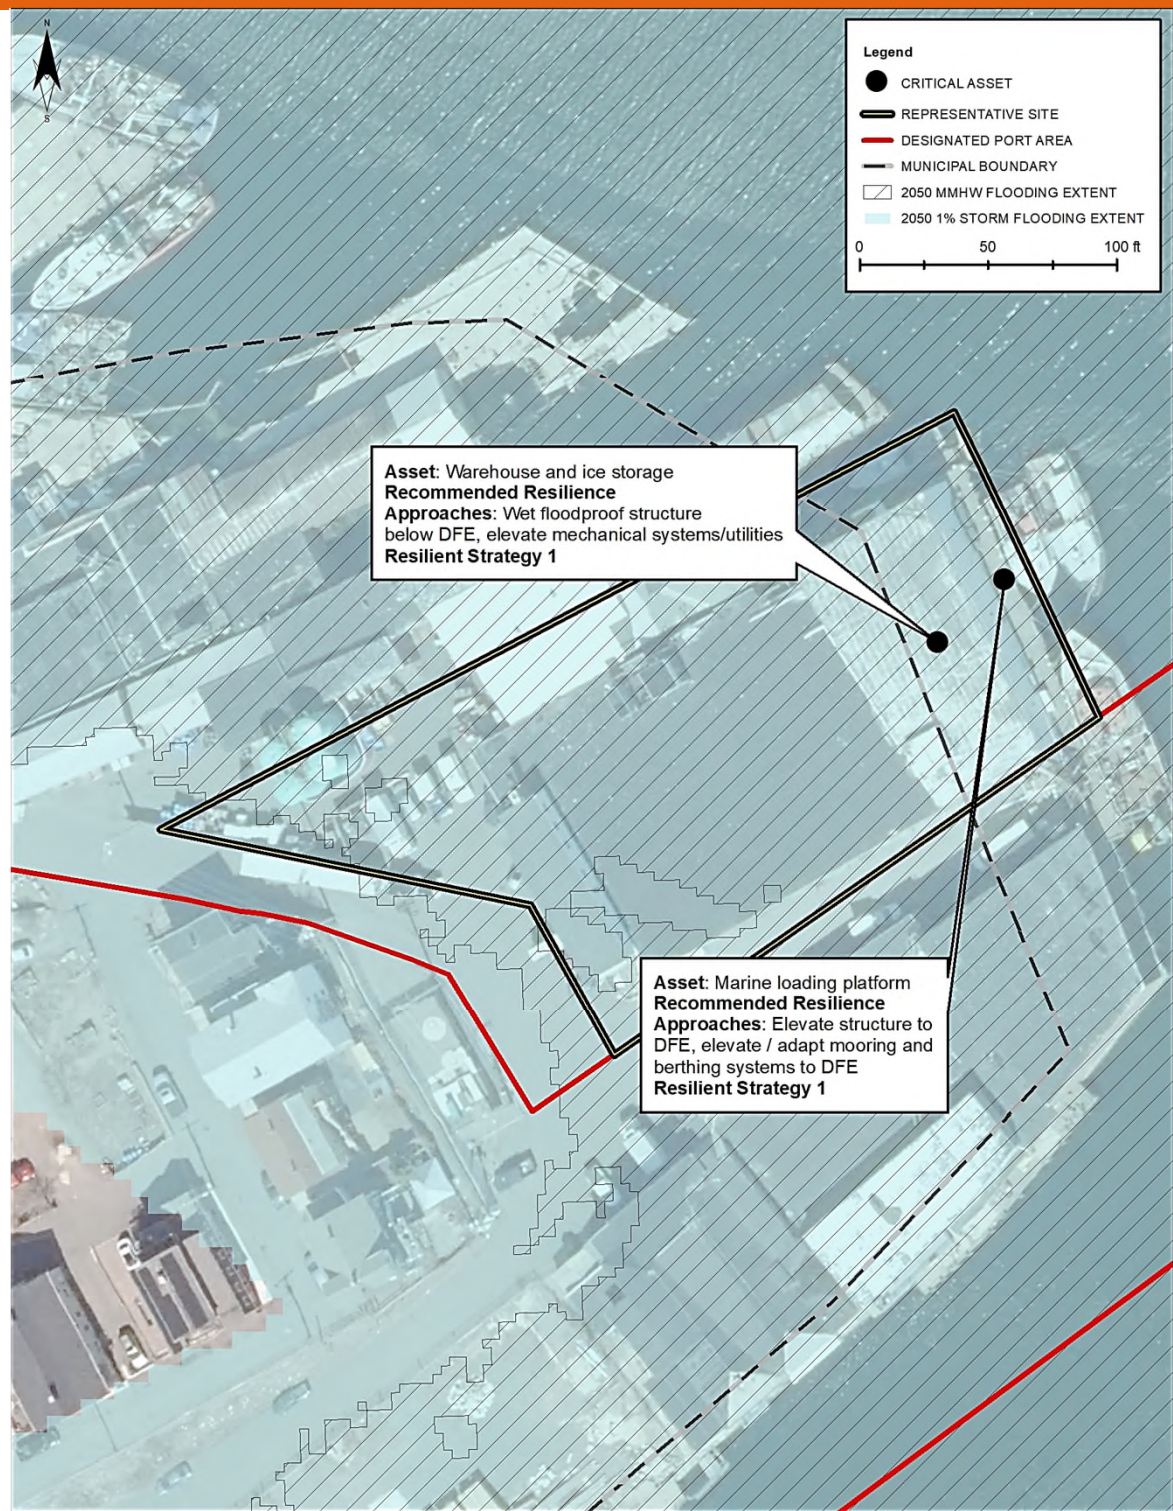 N
S
Legend
CRITICAL ASSET
REPRESENTATIVE SITE
DESIGNATED PORT AREA
MUNICIPAL BOUNDARY
2050 MMHW FLOODING EXTENT
2050 1% STORM FLOODING EXTENT
0 50 100 ft
Asset: Warehouse and ice storage
Recommended Resilience
Approaches: Wet floodproof structure
below DFE, elevate mechanical systems/utilities
Resilient Strategy 1
Asset: Marine loading platform
Recommended Resilience
Approaches: Elevate structure to
DFE, elevate / adapt mooring and
berthing systems to DFE
Resilient Strategy 1